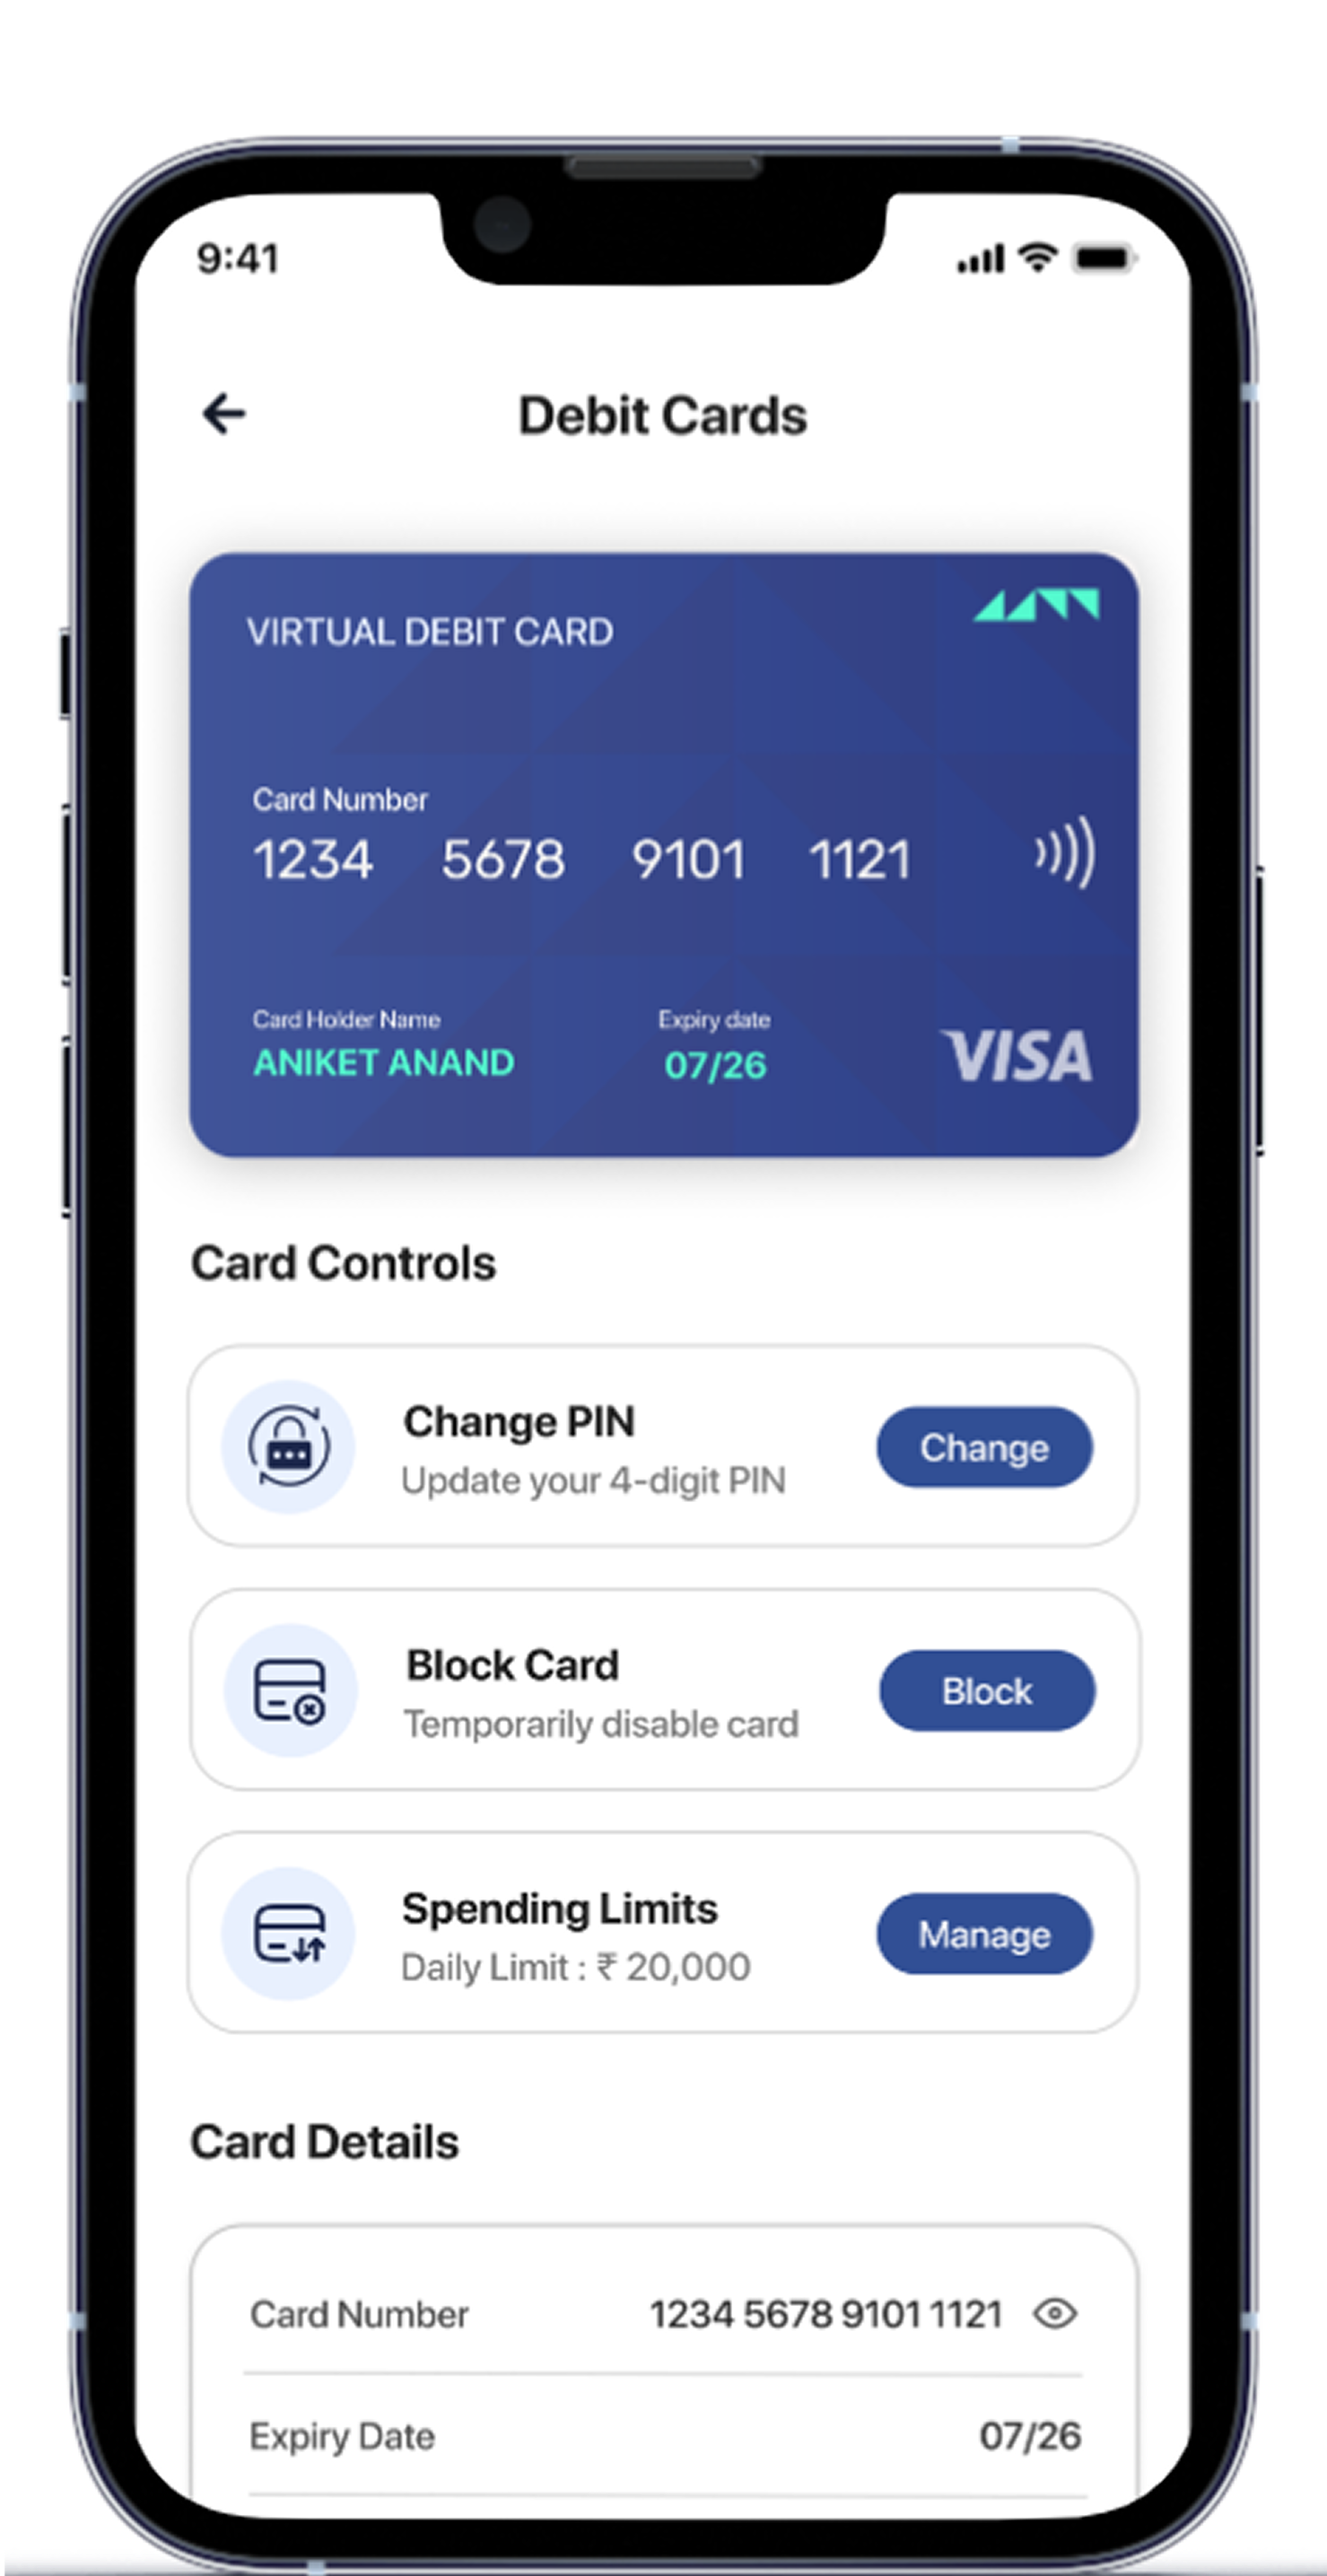 9:41
Debit Cards
VIRTUAL DEBIT CARD
Card Number
1234 5678 9101 1121
Card Holder Name
ANIKET ANAND
Expiry date
07/26
VISA
Card Controls
Change PIN
Update your 4-digit PIN
Change
Block Card
Temporarily disable card
Block
Spending Limits
Daily Limit : ₹ 20,000
Manage
Card Details
Card Number 1234 5678 9101 1121
Expiry Date 07/26